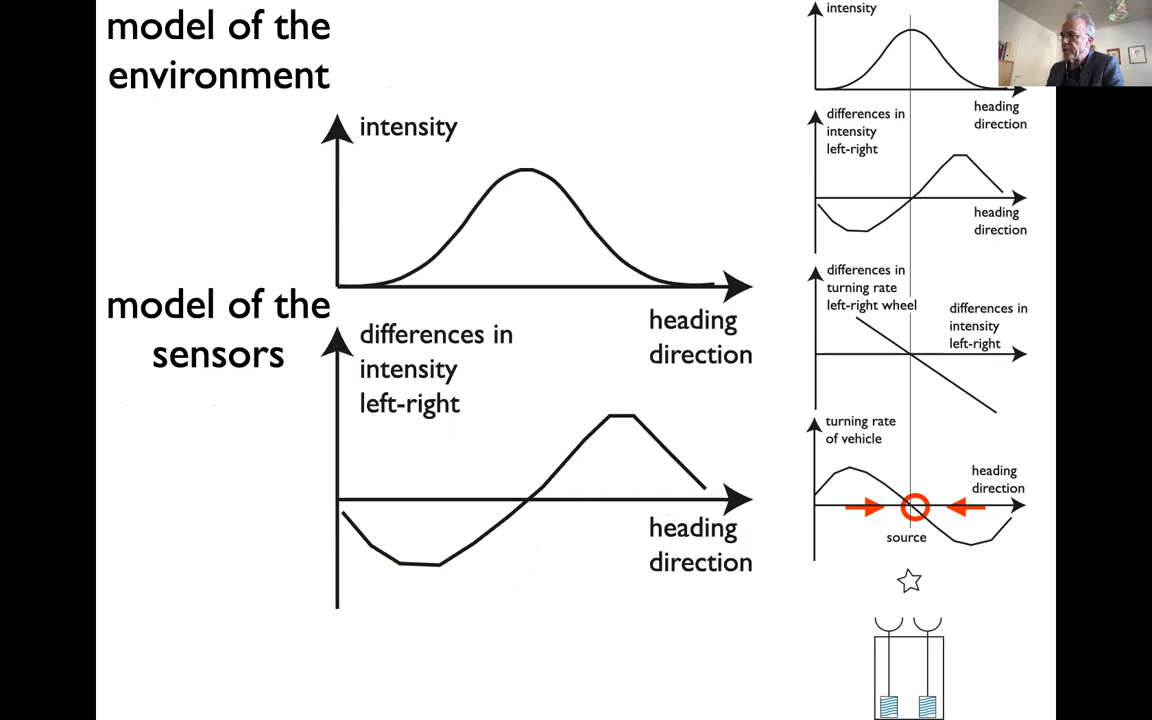 model of the
environment
intensity
heading
direction
model of the
sensors
differences in
intensity
left-right
heading
direction
intensity
heading
direction
differences in
intensity
left-right
heading
direction
differences in
turning rate
left-right wheel
differences in
intensity
left-right
turning rate
of vehicle
heading
direction
source